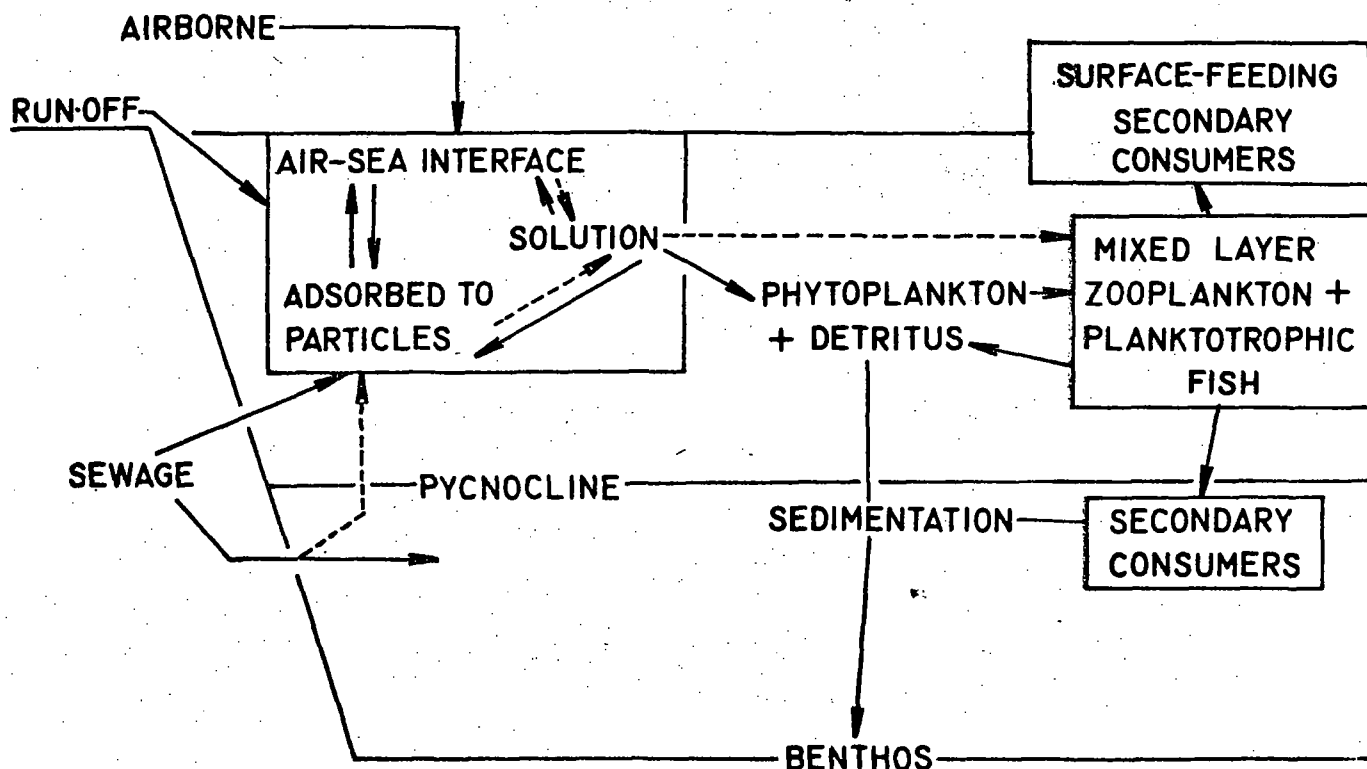 AIRBORNE
RUN-OFF
SURFACE-FEEDING
SECONDARY
CONSUMERS
AIR-SEA INTERFACE
SOLUTION
ADSORBED TO
PARTICLES
PHYTOPLANKTON
+ DETRITUS
MIXED LAYER
ZOOPLANKTON +
PLANKTOTROPHIC
FISH
SEWAGE
PYCNOCLINE
SEDIMENTATION
SECONDARY
CONSUMERS
BENTHOS